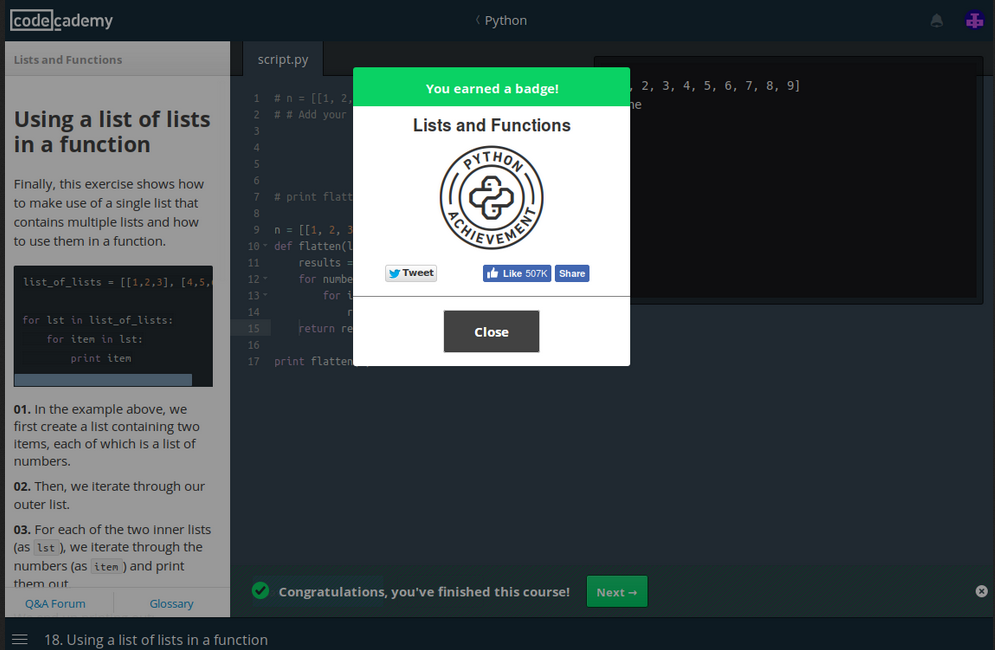 codecademy
Python
Lists and Functions
script.py
Using a list of lists
in a function
Finally, this exercise shows how
to make use of a single list that
contains multiple lists and how
to use them in a function.
list_of_lists = [[1,2,3], [4,5,
for lst in list_of_lists:
for item in lst:
print item
01. In the example above, we
first create a list containing two
items, each of which is a list of
numbers.
02. Then, we iterate through our
outer list.
03. For each of the two inner lists
(as lst), we iterate through the
numbers (as item) and print
them out.
Q&A Forum
Glossary
1 # n = [[1, 2,
2 # # Add your
3
4
5
6
7 # print flatt
8
9 n = [[1, 2, 3
10 def flatten(l
11 results =
12 for numbe
13 for i
14 r
15 return re
16
17 print flatten
, 2, 3, 4, 5, 6, 7, 8, 9]
ne
You earned a badge!
Lists and Functions
PYTHON
ACHIEVEMENT
Tweet
Like 507K
Share
Close
Congratulations, you've finished this course!
Next →
18. Using a list of lists in a function